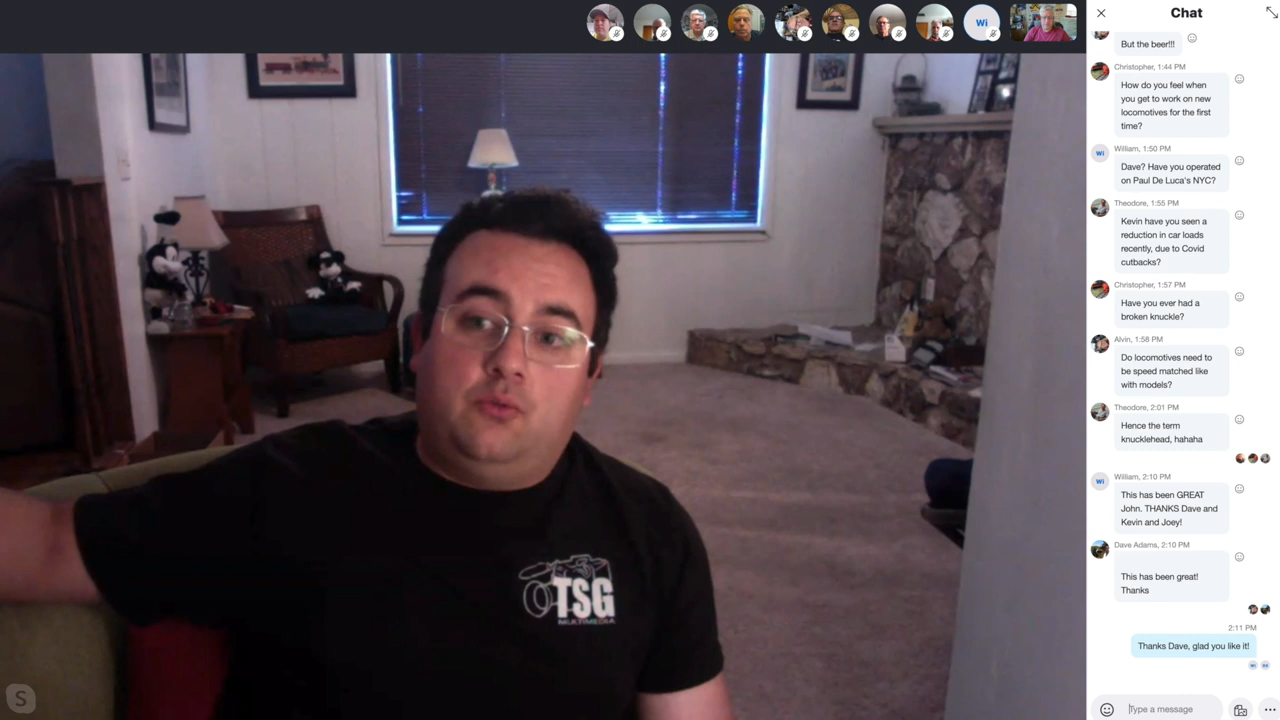 Wi
Chat
But the beer!!!
Christopher, 1:44 PM
How do you feel when
you get to work on new
locomotives for the first
time?
Wi
William, 1:50 PM
Dave? Have you operated
on Paul De Luca's NYC?
Theodore, 1:55 PM
Kevin have you seen a
reduction in car loads
recently, due to Covid
cutbacks?
Christopher, 1:57 PM
Have you ever had a
broken knuckle?
Alvin, 1:58 PM
Do locomotives need to
be speed matched like
with models?
Theodore, 2:01 PM
Hence the term
knucklehead, hahaha
Wi
William, 2:10 PM
This has been GREAT
John. THANKS Dave and
Kevin and Joey!
Dave Adams, 2:10 PM
This has been great!
Thanks
2:11 PM
Thanks Dave, glad you like it!
Type a message
TSG
MULTIMEDIA
S